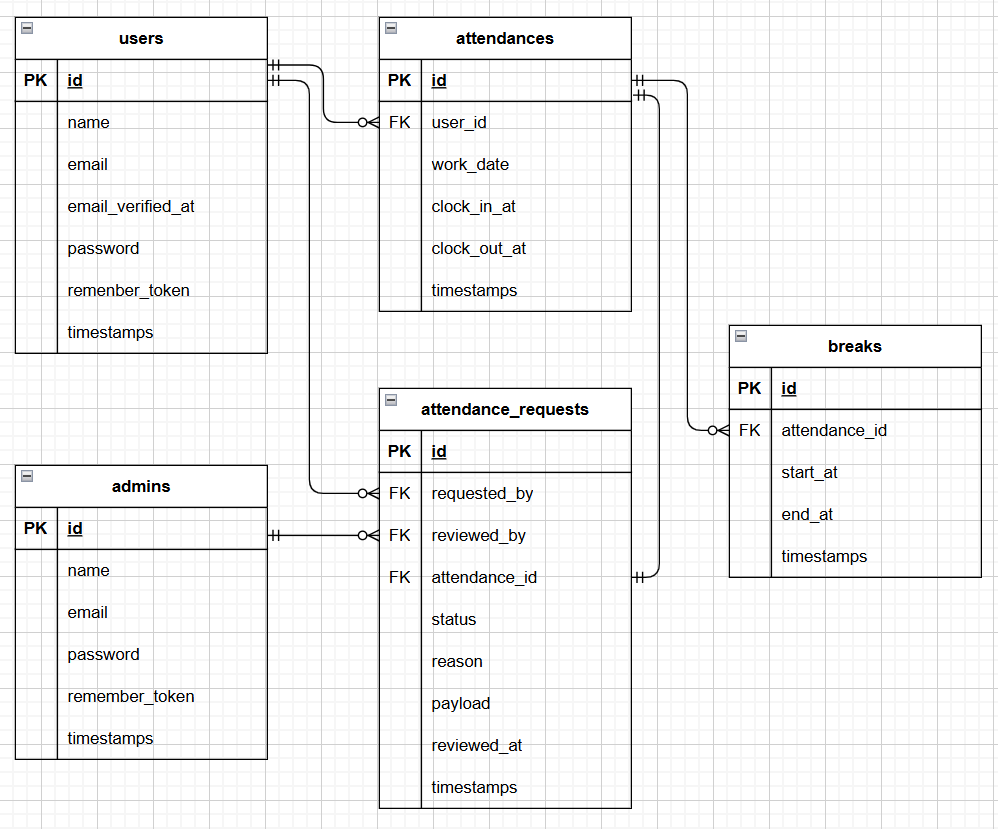 users
PK id
name
email
email_verified_at
password
remenber_token
timestamps
attendances
PK id
FK user_id
work_date
clock_in_at
clock_out_at
timestamps
breaks
PK id
FK attendance_id
start_at
end_at
timestamps
attendance_requests
PK id
FK requested_by
FK reviewed_by
FK attendance_id
status
reason
payload
reviewed_at
timestamps
admins
PK id
name
email
password
remember_token
timestamps